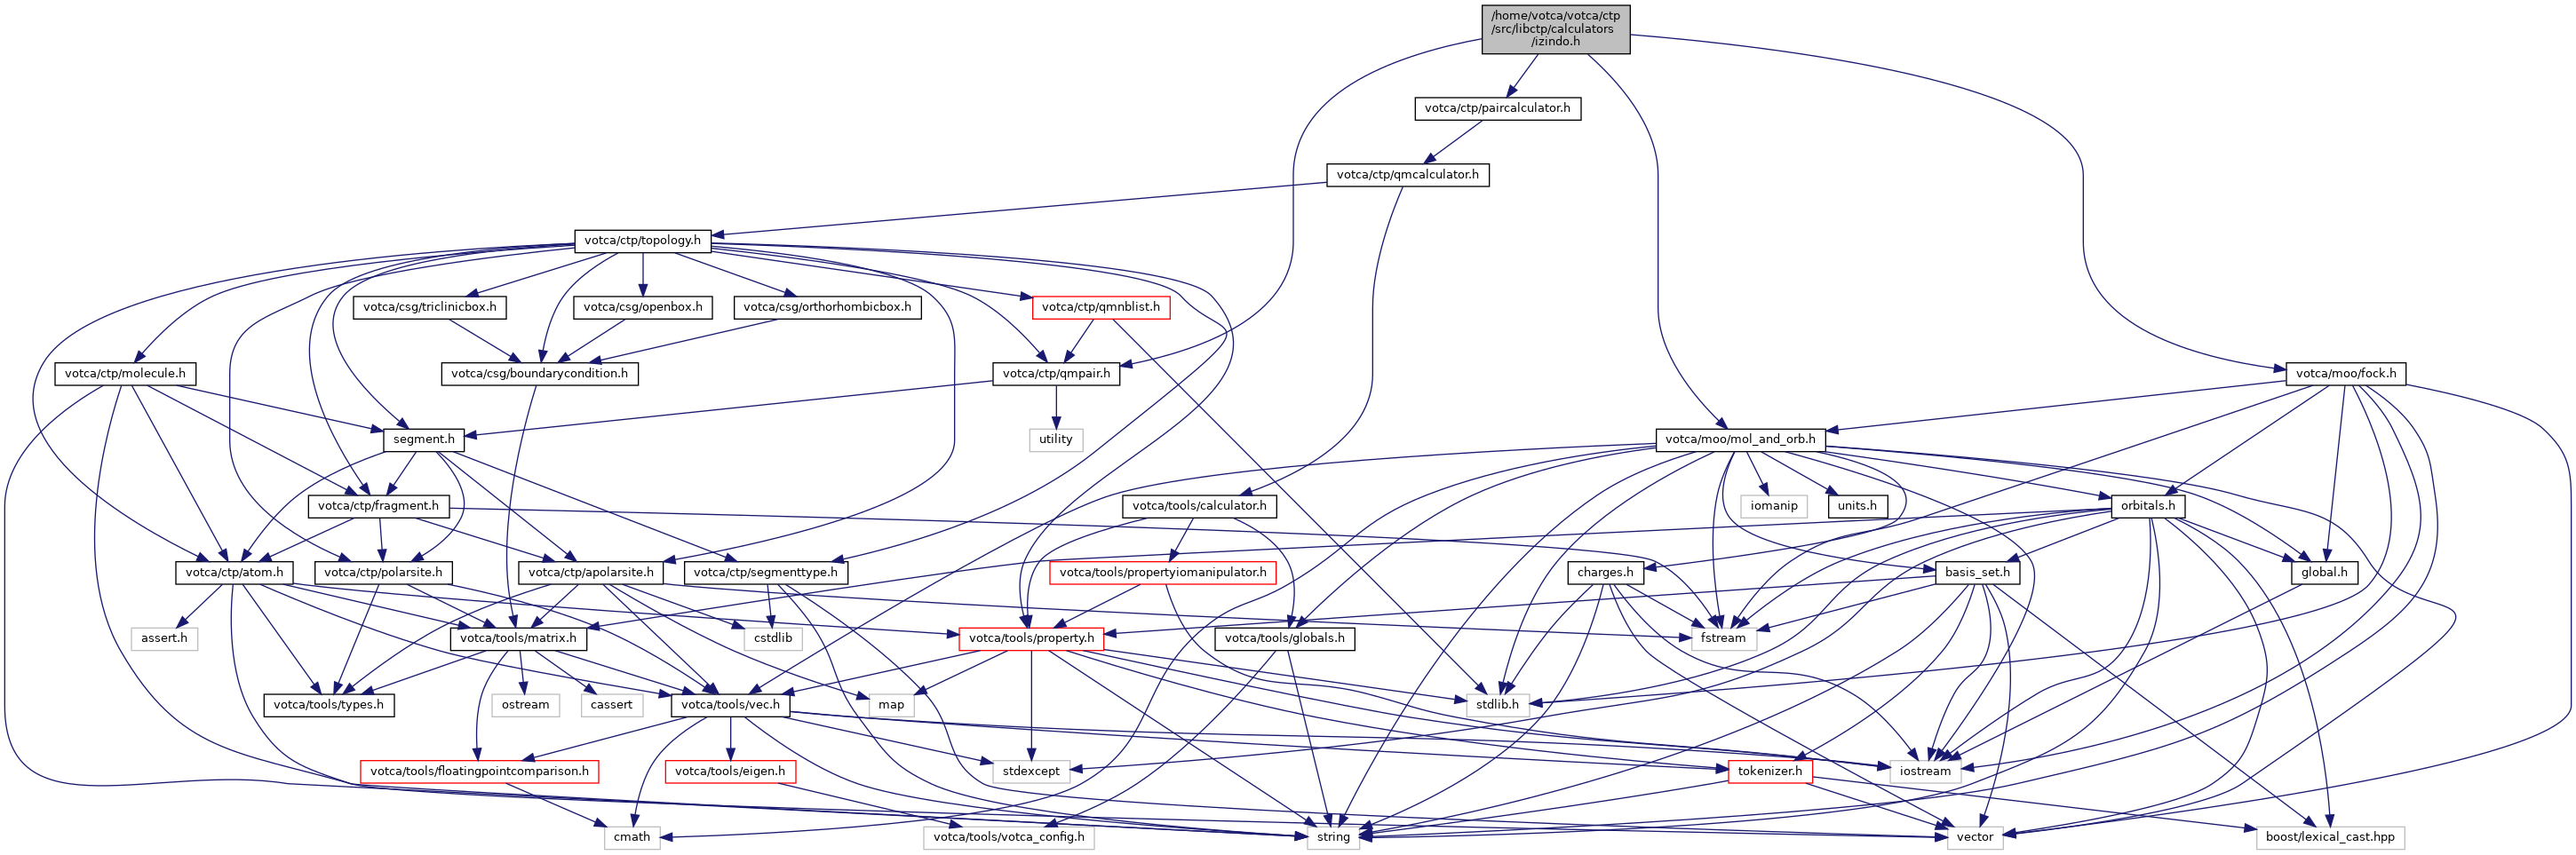 /home/votca/votca/ctp
/src/libctp/calculators
/izindo.h
votca/ctp/paircalculator.h
votca/ctp/qmcalculator.h
votca/ctp/topology.h
votca/csg/triclinicbox.h
votca/csg/openbox.h
votca/csg/orthorhombicbox.h
votca/ctp/qmnblist.h
votca/ctp/molecule.h
votca/csg/boundarycondition.h
votca/ctp/qmpair.h
votca/moo/fock.h
segment.h
utility
votca/moo/mol_and_orb.h
votca/ctp/fragment.h
votca/tools/calculator.h
iomanip
units.h
orbitals.h
votca/ctp/atom.h
votca/ctp/polarsite.h
votca/ctp/apolarsite.h
votca/ctp/segmenttype.h
votca/tools/propertyiomanipulator.h
charges.h
basis_set.h
global.h
assert.h
votca/tools/matrix.h
cstdlib
votca/tools/property.h
votca/tools/globals.h
fstream
votca/tools/types.h
ostream
cassert
votca/tools/vec.h
map
stdlib.h
votca/tools/floatingpointcomparison.h
votca/tools/eigen.h
stdexcept
tokenizer.h
iostream
cmath
votca/tools/votca_config.h
string
vector
boost/lexical_cast.hpp